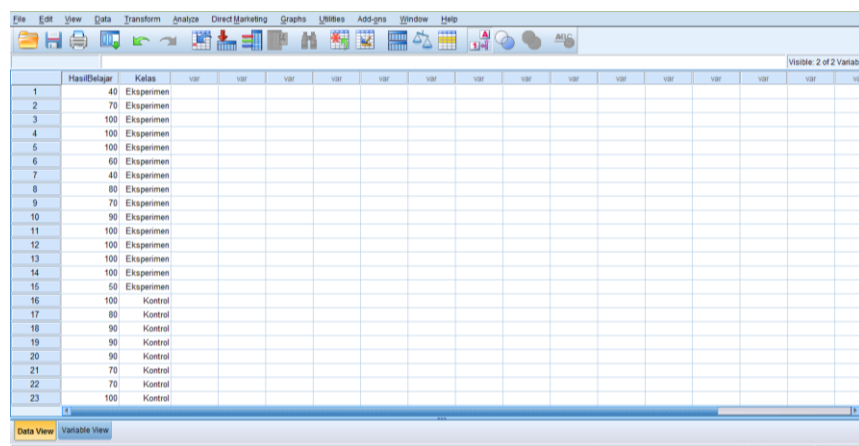 File Edit View Data Transform Analyze Direct Marketing Graphs Utilities Add-ons Window Help
Visible: 2 of 2 Variab
HasilBelajar Kelas var var var var var var var var var var var var var
1 40 Eksperimen
2 70 Eksperimen
3 100 Eksperimen
4 100 Eksperimen
5 100 Eksperimen
6 60 Eksperimen
7 40 Eksperimen
8 80 Eksperimen
9 70 Eksperimen
10 90 Eksperimen
11 100 Eksperimen
12 100 Eksperimen
13 100 Eksperimen
14 100 Eksperimen
15 50 Eksperimen
16 100 Kontrol
17 80 Kontrol
18 90 Kontrol
19 90 Kontrol
20 90 Kontrol
21 70 Kontrol
22 70 Kontrol
23 100 Kontrol
Data View Variable View